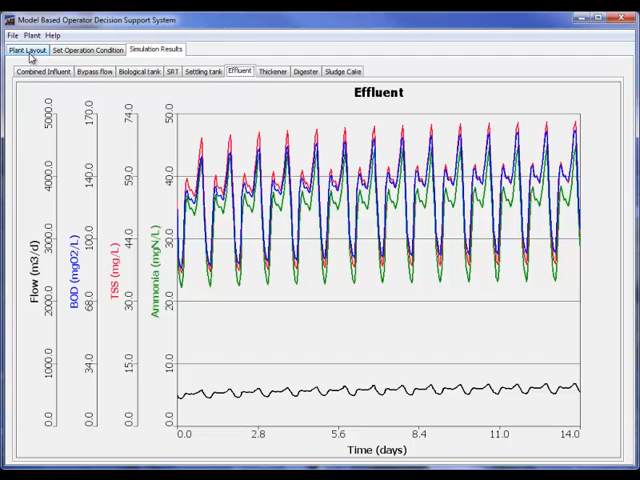 Model Based Operator Decision Support System
File Plant Help
Plant Layout Set Operation Condition Simulation Results
Combined Influent Bypass flow Biological tank SRT Settling tank Effluent Thickener Digester Sludge Cake
Effluent
5000.0 170.0 74.0 50.0
4000.0 140.0 59.0 40.0
3000.0 100.0 44.0 30.0
2000.0 68.0 30.0 20.0
1000.0 34.0 15.0 10.0
0.0 0.0 0.0 0.0
Flow (m3/d)
BOD (mgO2/L)
TSS (mg/L)
Ammonia (mgN/L)
0.0 2.8 5.6 8.4 11.0 14.0
Time (days)